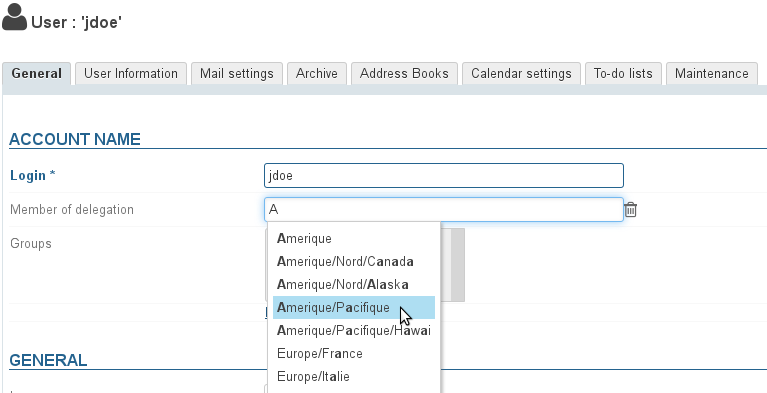 User : 'jdoe'
General User Information Mail settings Archive Address Books Calendar settings To-do lists Maintenance
ACCOUNT NAME
Login * jdoe
Member of delegation A
Groups
Amerique
Amerique/Nord/Canada
Amerique/Nord/Alaska
Amerique/Pacifique
Amerique/Pacifique/Hawai
Europe/France
GENERAL
Europe/Italie